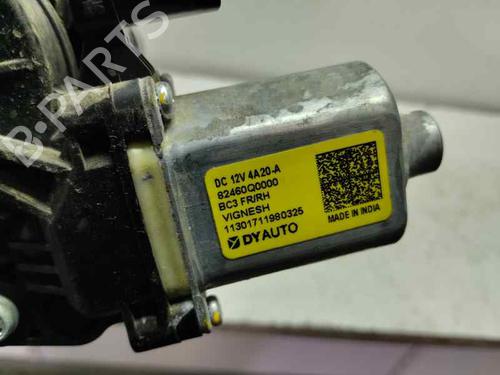 DC 12V 4A20-A
82460Q0000
BC3 FR/RH
VIGNESH
11301711980325
DY AUTO
MADE IN INDIA
B-PARTS